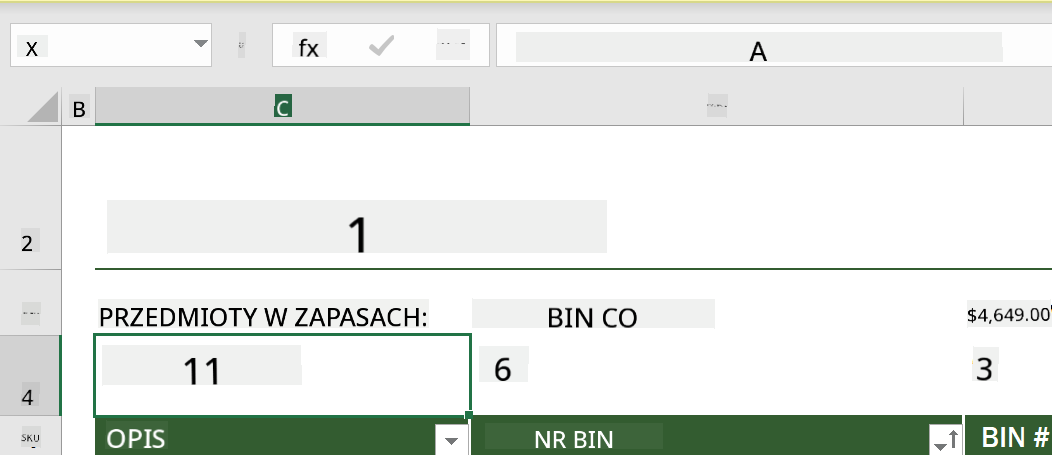 X fx A
B C
2 1
PRZEDMIOTY W ZAPASACH: BIN CO $4,649.00
11 6 3
4
SKU OPIS NR BIN BIN #